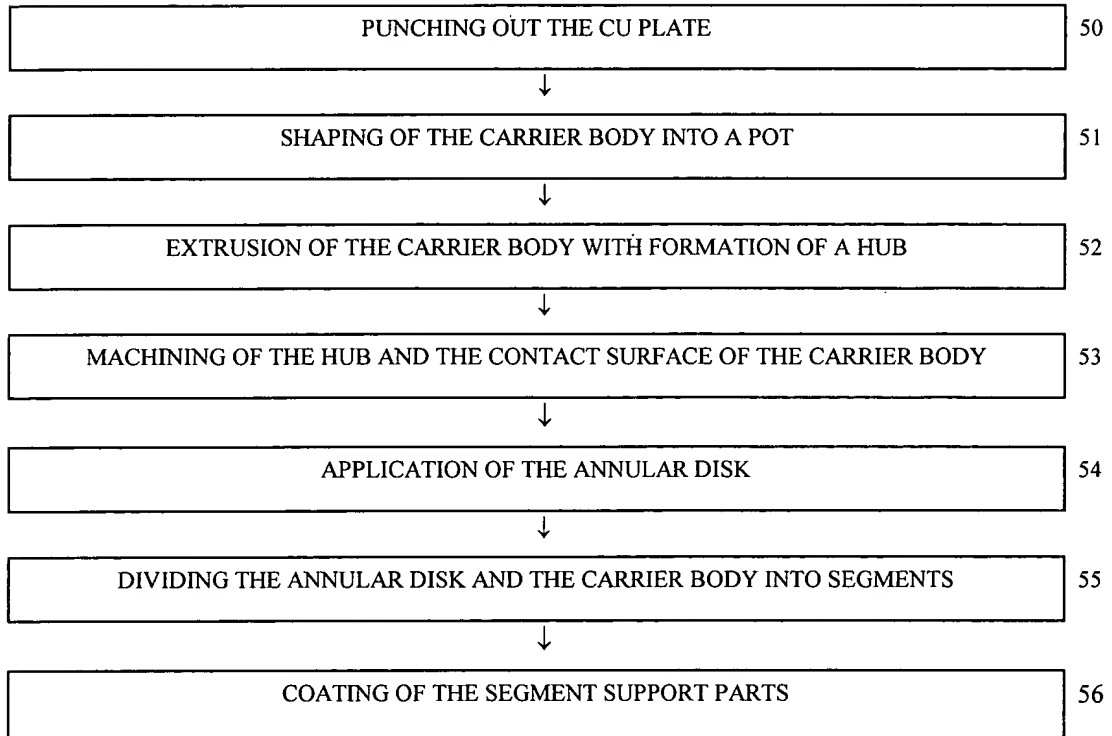 PUNCHING OUT THE CU PLATE 50
↓
SHAPING OF THE CARRIER BODY INTO A POT 51
↓
EXTRUSION OF THE CARRIER BODY WITH FORMATION OF A HUB 52
↓
MACHINING OF THE HUB AND THE CONTACT SURFACE OF THE CARRIER BODY 53
↓
APPLICATION OF THE ANNULAR DISK 54
↓
DIVIDING THE ANNULAR DISK AND THE CARRIER BODY INTO SEGMENTS 55
↓
COATING OF THE SEGMENT SUPPORT PARTS 56